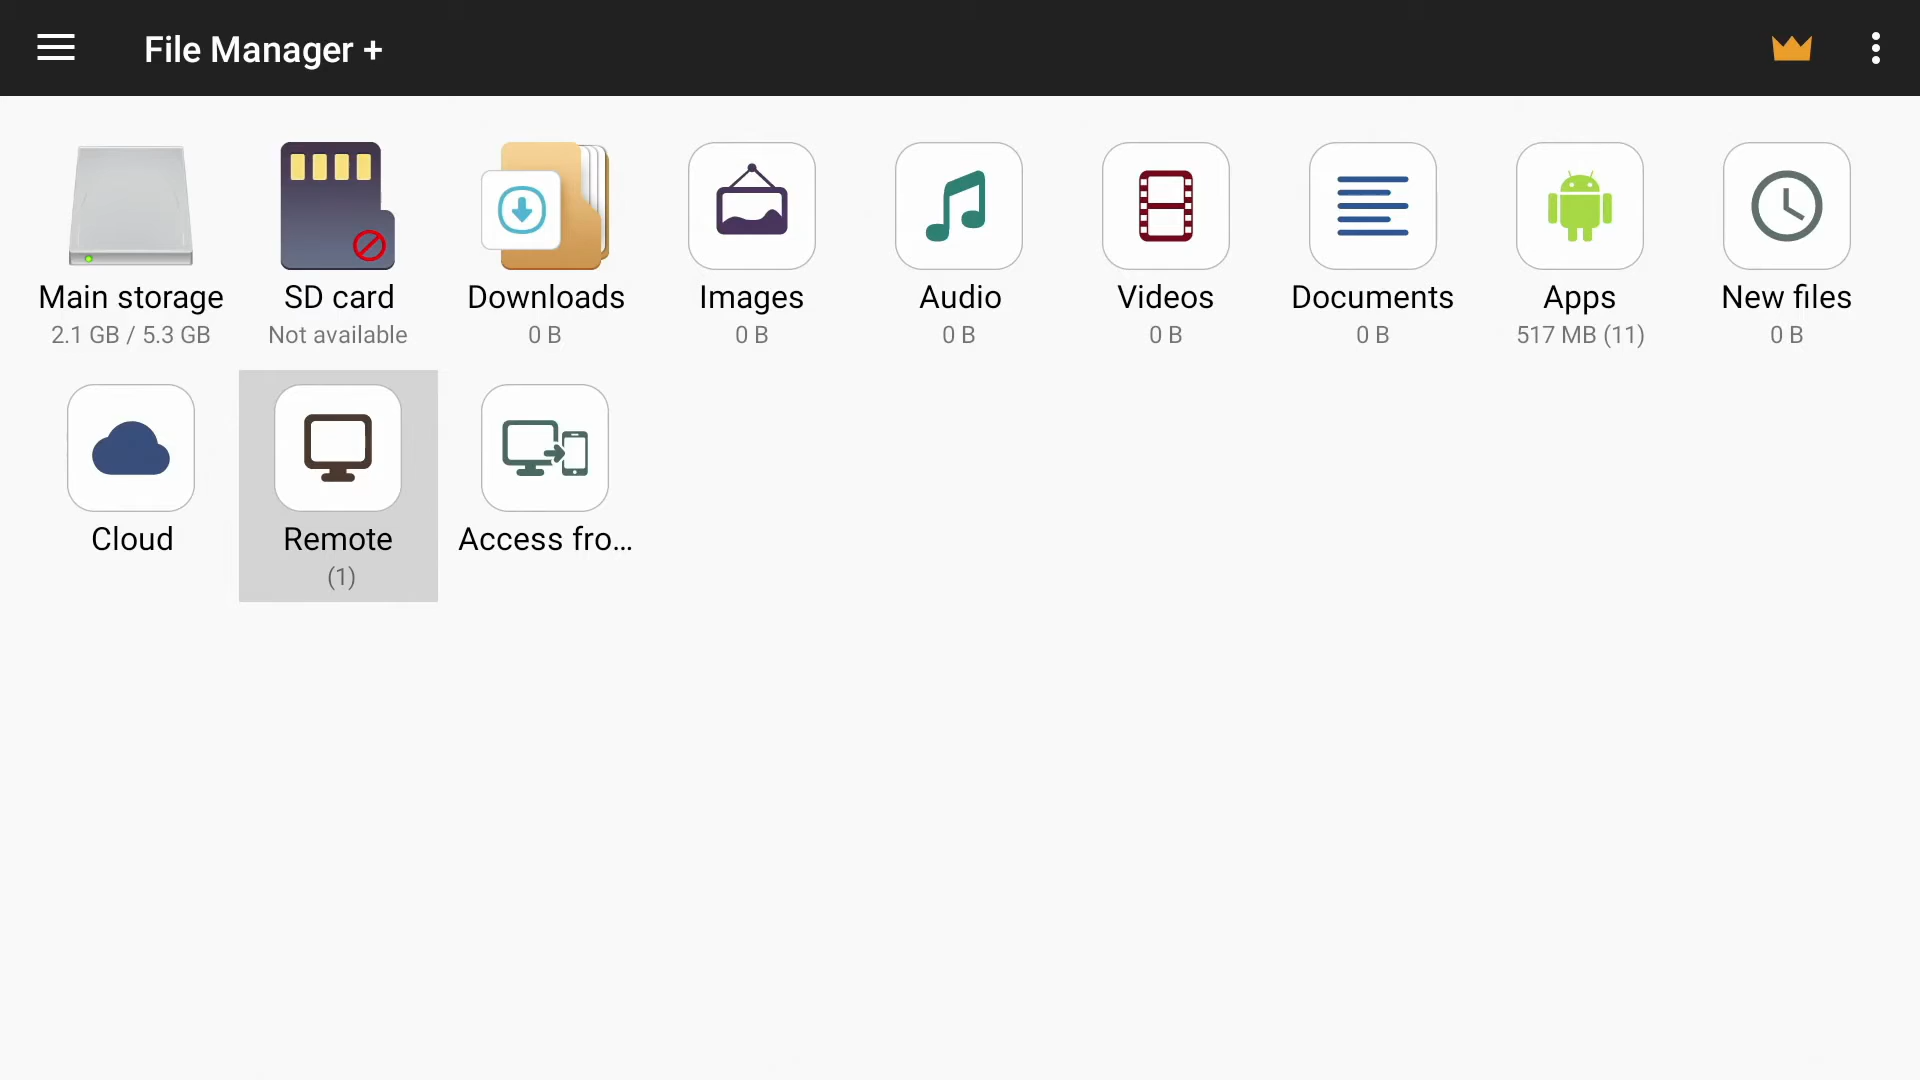 File Manager +
Main storage
2.1 GB / 5.3 GB
SD card
Not available
Downloads
0 B
Images
0 B
Audio
0 B
Videos
0 B
Documents
0 B
Apps
517 MB (11)
New files
0 B
Cloud
Remote
(1)
Access fro...